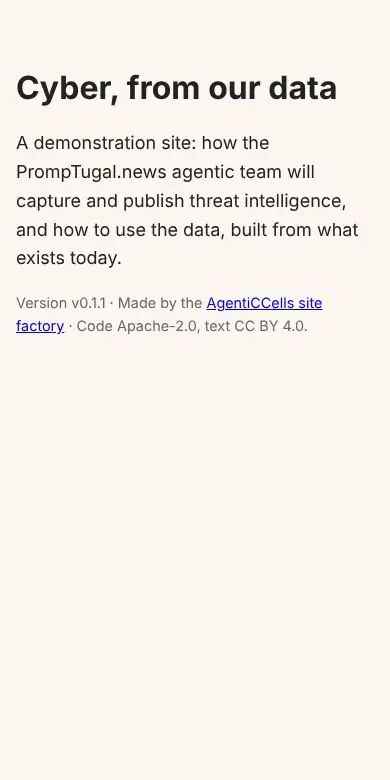 Cyber, from our data
A demonstration site: how the
PrompTugal.news agentic team will
capture and publish threat intelligence,
and how to use the data, built from what
exists today.
Version v0.1.1 · Made by the AgentiCCells site
factory · Code Apache-2.0, text CC BY 4.0.